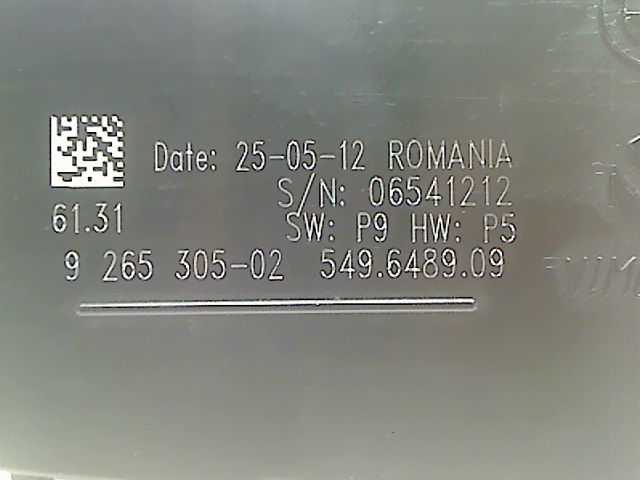 Date: 25-05-12 ROMANIA
S/N: 06541212
61.31
SW: P9 HW: P5
9 265 305-02 549.6489.09